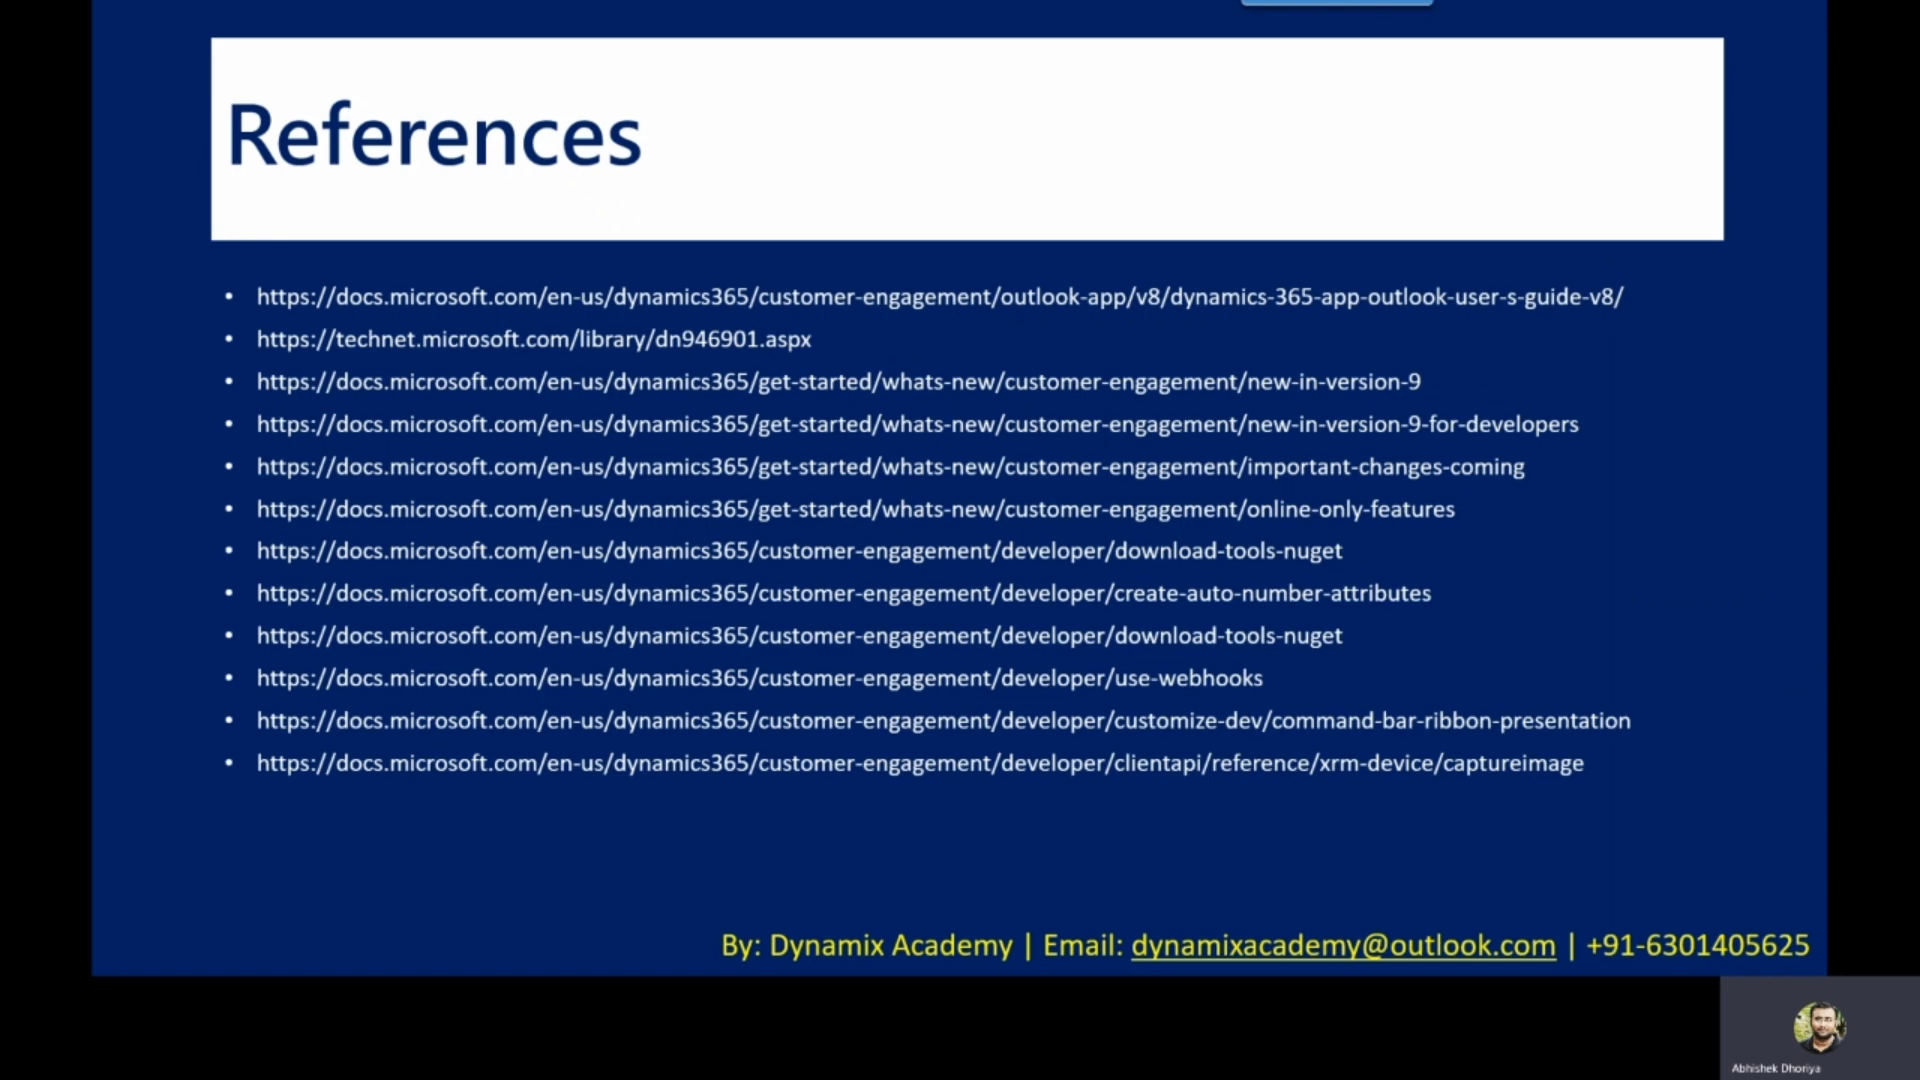 References
• https://docs.microsoft.com/en-us/dynamics365/customer-engagement/outlook-app/v8/dynamics-365-app-outlook-user-s-guide-v8/
• https://technet.microsoft.com/library/dn946901.aspx
• https://docs.microsoft.com/en-us/dynamics365/get-started/whats-new/customer-engagement/new-in-version-9
• https://docs.microsoft.com/en-us/dynamics365/get-started/whats-new/customer-engagement/new-in-version-9-for-developers
• https://docs.microsoft.com/en-us/dynamics365/get-started/whats-new/customer-engagement/important-changes-coming
• https://docs.microsoft.com/en-us/dynamics365/get-started/whats-new/customer-engagement/online-only-features
• https://docs.microsoft.com/en-us/dynamics365/customer-engagement/developer/download-tools-nuget
• https://docs.microsoft.com/en-us/dynamics365/customer-engagement/developer/create-auto-number-attributes
• https://docs.microsoft.com/en-us/dynamics365/customer-engagement/developer/download-tools-nuget
• https://docs.microsoft.com/en-us/dynamics365/customer-engagement/developer/use-webhooks
• https://docs.microsoft.com/en-us/dynamics365/customer-engagement/developer/customize-dev/command-bar-ribbon-presentation
• https://docs.microsoft.com/en-us/dynamics365/customer-engagement/developer/clientapi/reference/xrm-device/captureimage
By: Dynamix Academy | Email: dynamixacademy@outlook.com | +91-6301405625
Abhishek Dhoriya